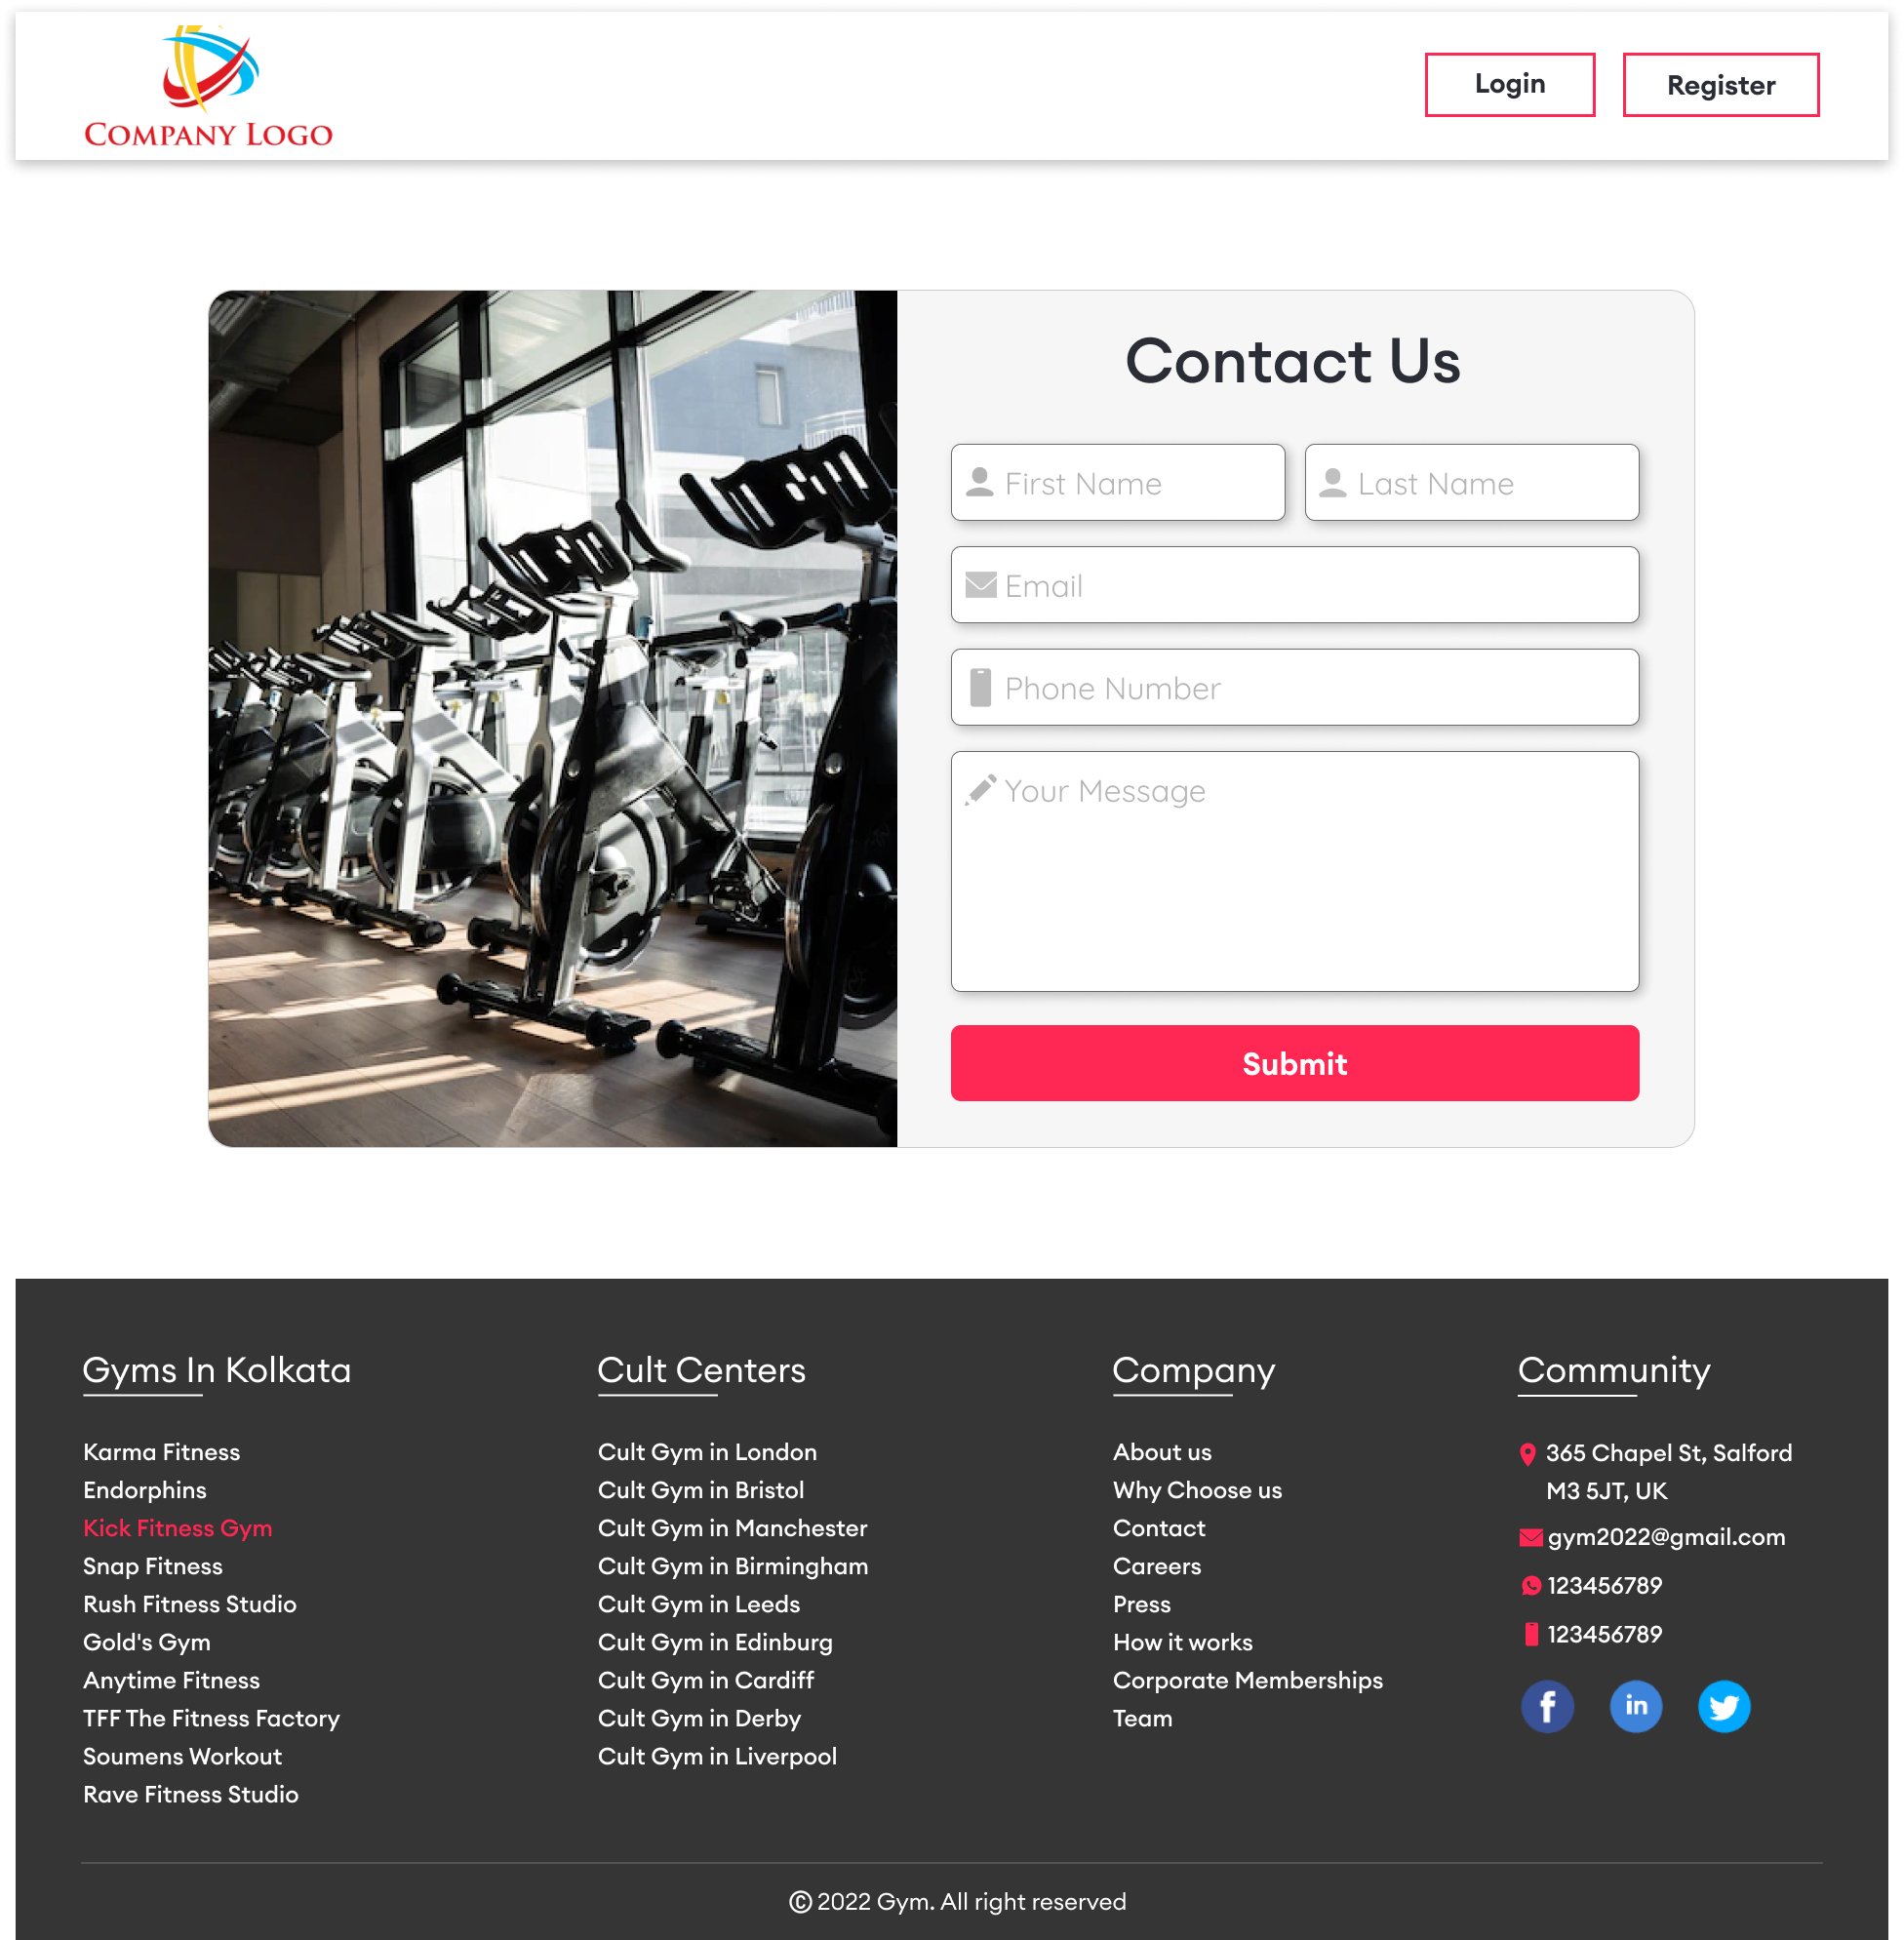 COMPANY LOGO
Login
Register
Contact Us
First Name
Last Name
Email
Phone Number
Your Message
Submit
Gyms In Kolkata
Karma Fitness
Endorphins
Kick Fitness Gym
Snap Fitness
Rush Fitness Studio
Gold's Gym
Anytime Fitness
TFF The Fitness Factory
Soumens Workout
Rave Fitness Studio
Cult Centers
Cult Gym in London
Cult Gym in Bristol
Cult Gym in Manchester
Cult Gym in Birmingham
Cult Gym in Leeds
Cult Gym in Edinburg
Cult Gym in Cardiff
Cult Gym in Derby
Cult Gym in Liverpool
Company
About us
Why Choose us
Contact
Careers
Press
How it works
Corporate Memberships
Team
Community
365 Chapel St, Salford
M3 5JT, UK
gym2022@gmail.com
123456789
123456789
f
in
© 2022 Gym. All right reserved